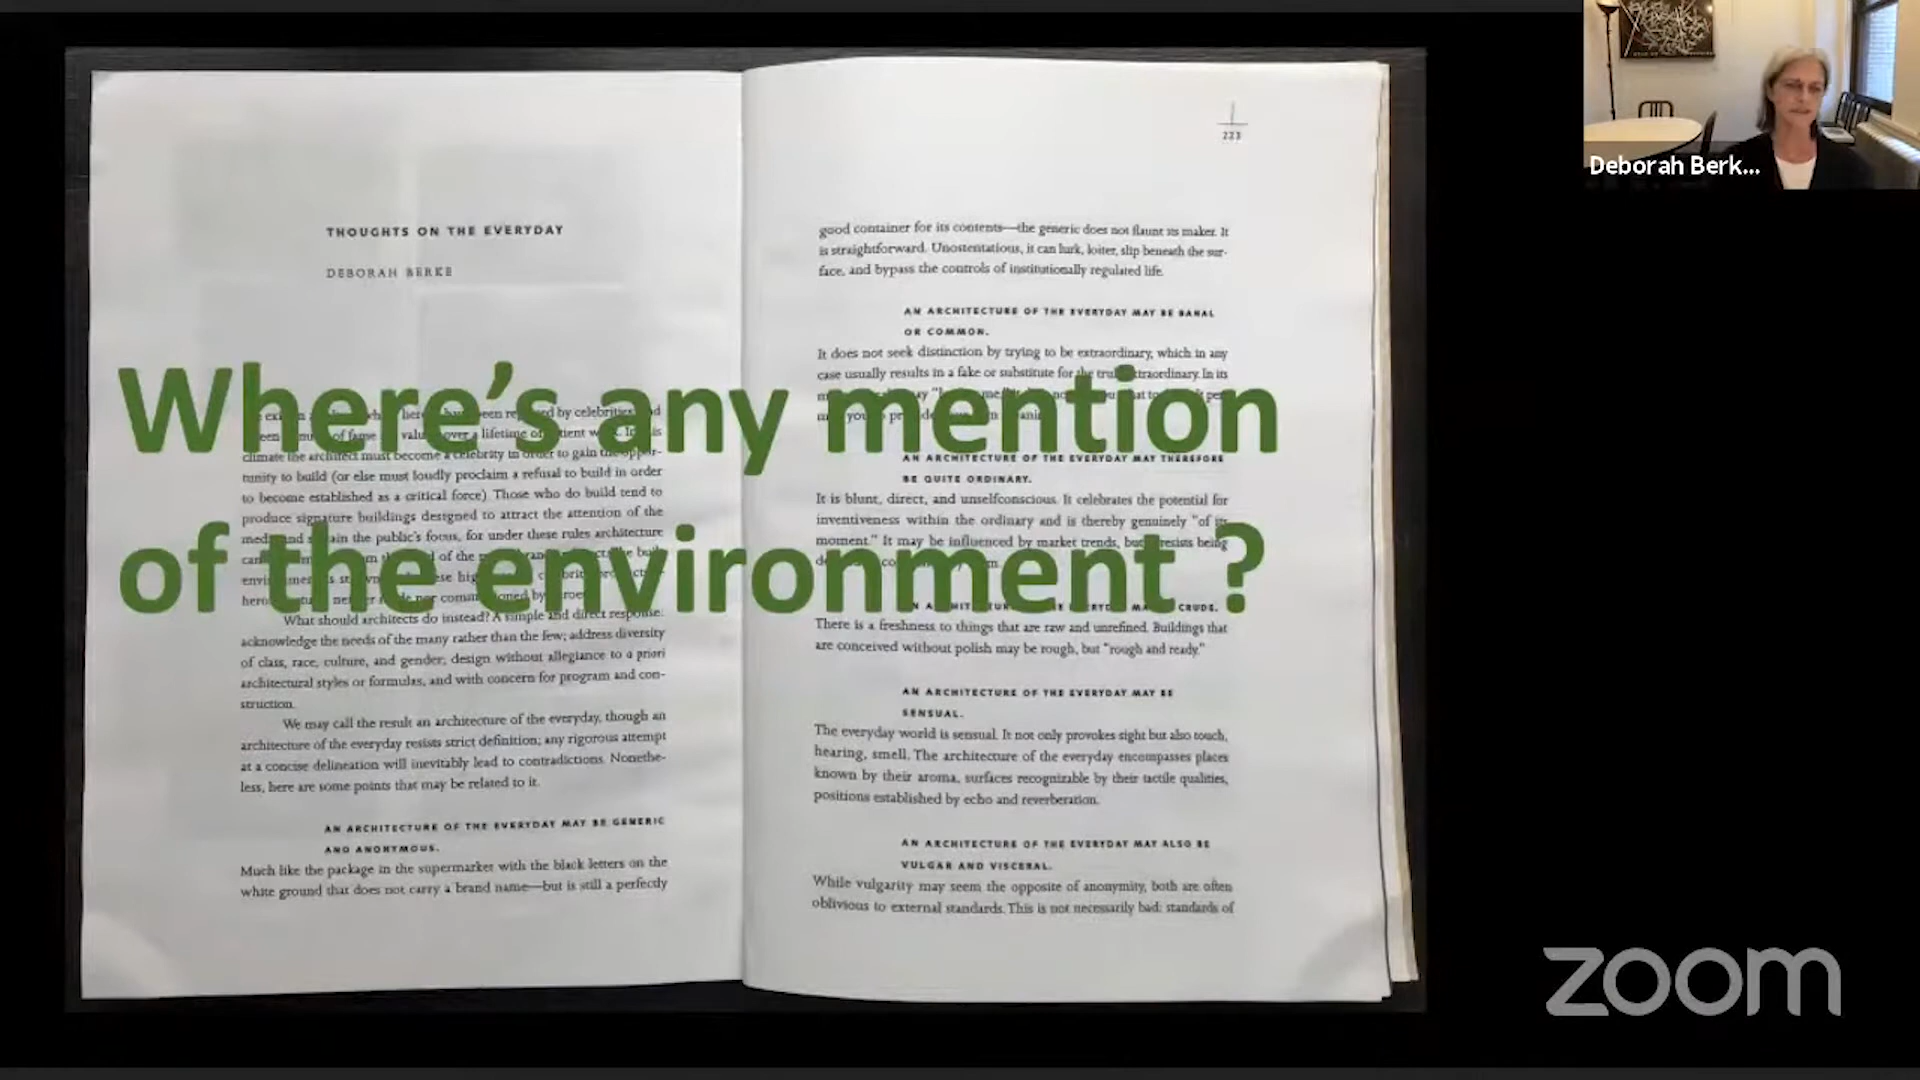 THOUGHTS ON THE EVERYDAY
DEBORAH BERKE
Where's any mention
of the environment ?
climate the architect must become a celebrity in order to gain the oppor-
tunity to build (or else must loudly proclaim a refusal to build in order
to become established as a critical force). Those who do build tend to
produce signature buildings designed to attract the attention of the
and ain the public's focus, for under these rules architecture
What should architects do instead? A simple and direct response:
acknowledge the needs of the many rather than the few; address diversity
of class, race, culture, and gender; design without allegiance to a priori
architectural styles or formulas, and with concern for program and con-
struction.
We may call the result an architecture of the everyday, though an
architecture of the everyday resists strict definition; any rigorous attempt
at a concise delineation will inevitably lead to contradictions. Nonethe-
less, here are some points that may be related to it.
AN ARCHITECTURE OF THE EVERYDAY MAY BE GENERIC
AND ANONYMOUS.
Much like the package in the supermarket with the black letters on the
white ground that does not carry a brand name—but is still a perfectly
223
good container for its contents—the generic does not flaunt its maker. It
is straightforward. Unostentatious, it can lurk, loiter, slip beneath the sur-
face, and bypass the controls of institutionally regulated life.
AN ARCHITECTURE OF THE EVERYDAY MAY BE BANAL
OR COMMON.
It does not seek distinction by trying to be extraordinary, which in any
case usually results in a fake or substitute for the In its
AN ARCHITECTURE OF THE EVERYDAY MAY THEREFORE
BE QUITE ORDINARY.
It is blunt, direct, and unselfconscious. It celebrates the potential for
inventiveness within the ordinary and is thereby genuinely "of its
moment." It may be influenced by market trends, but resists being
CRUDE.
There is a freshness to things that are raw and unrefined. Buildings that
are conceived without polish may be rough, but "rough and ready."
AN ARCHITECTURE OF THE EVERYDAY MAY BE
SENSUAL.
The everyday world is sensual. It not only provokes sight but also touch,
hearing, smell. The architecture of the everyday encompasses places
known by their aroma, surfaces recognizable by their tactile qualities,
positions established by echo and reverberation.
AN ARCHITECTURE OF THE EVERYDAY MAY ALSO BE
VULGAR AND VISCERAL.
While vulgarity may seem the opposite of anonymity, both are often
oblivious to external standards. This is not necessarily bad: standards of
Deborah Berk...
zoom